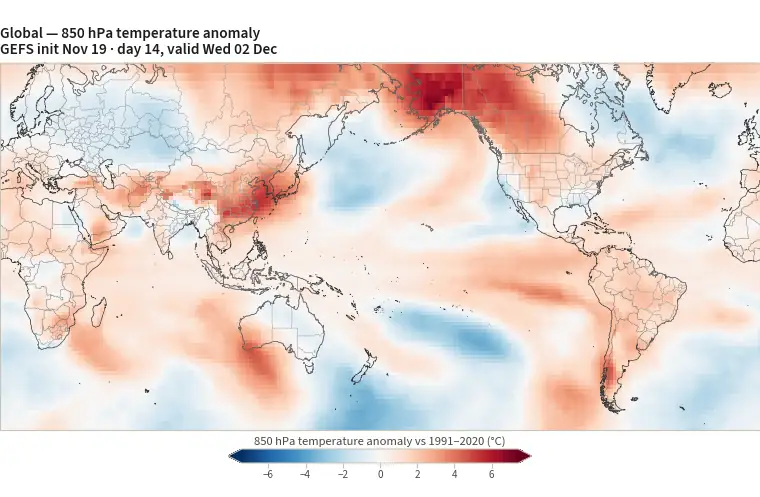 Global — 850 hPa temperature anomaly
GEFS init Nov 19 · day 14, valid Wed 02 Dec
850 hPa temperature anomaly vs 1991–2020 (°C)
−6 −4 −2 0 2 4 6